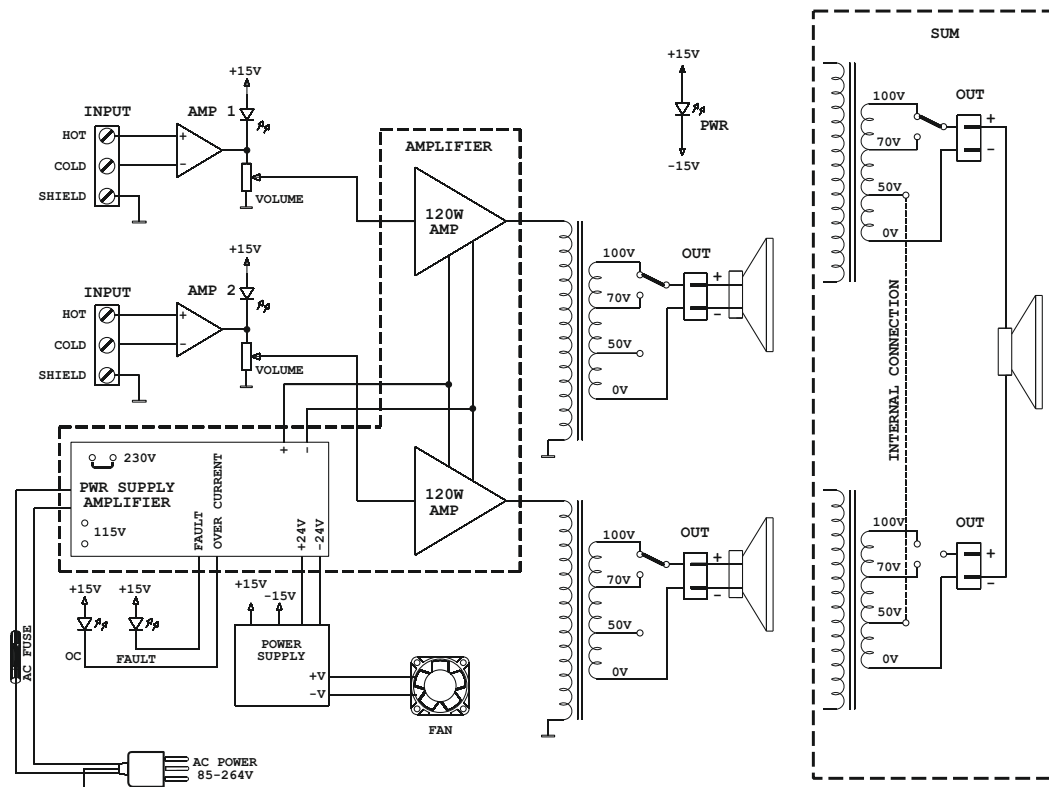 SUM
+15V
+15V
100V
OUT
INPUT
AMP 1
+
HOT
+
PWR
AMPLIFIER
70V
-
COLD
-
-15V
SHIELD
VOLUME
120W
AMP
50V
0V
+15V
100V
OUT
INPUT
AMP 2
+
HOT
+
70V
-
COLD
-
50V
SHIELD
VOLUME
0V
INTERNAL CONNECTION
+ -
230V
PWR SUPPLY
AMPLIFIER
115V
FAULT
OVER CURRENT
+24V
-24V
120W
AMP
100V
OUT
+
70V
-
50V
0V
100V
OUT
+
70V
-
50V
0V
+15V
+15V
+15V
-15V
AC FUSE
OC
FAULT
POWER
SUPPLY
+V
-V
FAN
AC POWER
85-264V